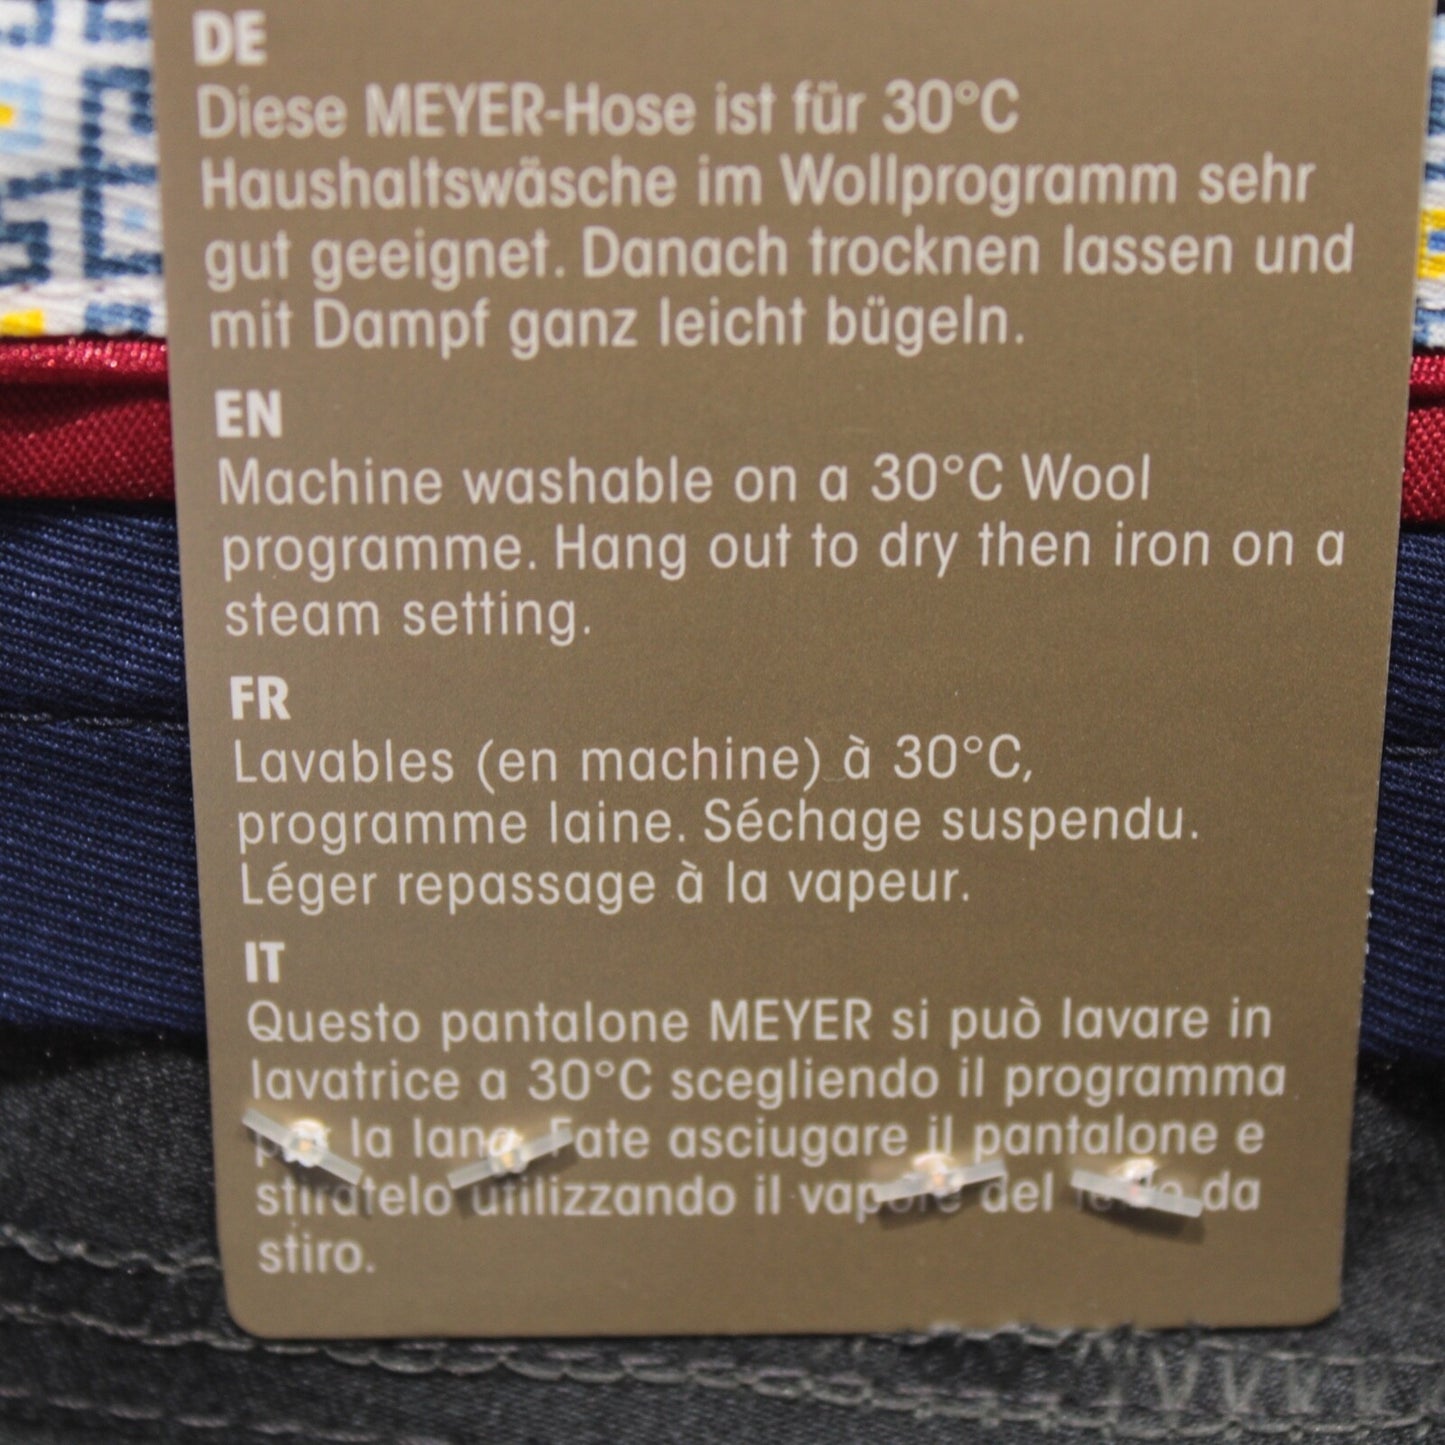 DE
Diese MEYER-Hose ist für 30°C
Haushaltswäsche im Wollprogramm sehr
gut geeignet. Danach trocknen lassen und
mit Dampf ganz leicht bügeln.
EN
Machine washable on a 30°C Wool
programme. Hang out to dry then iron on a
steam setting.
FR
Lavables (en machine) à 30°C,
programme laine. Séchage suspendu.
Léger repassage à la vapeur.
IT
Questo pantalone MEYER si può lavare in
lavatrice a 30°C scegliendo il programma
la lana. Fate asciugare il pantalone e
stiratelo utilizzando il vapore del da
stiro.